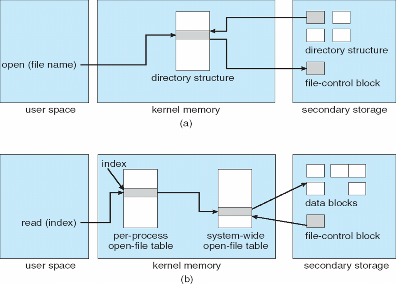 open (file name)
directory structure
directory structure
file-control block
user space
kernel memory
secondary storage
(a)
index
read (index)
per-process
open-file table
system-wide
open-file table
data blocks
file-control block
user space
kernel memory
secondary storage
(b)